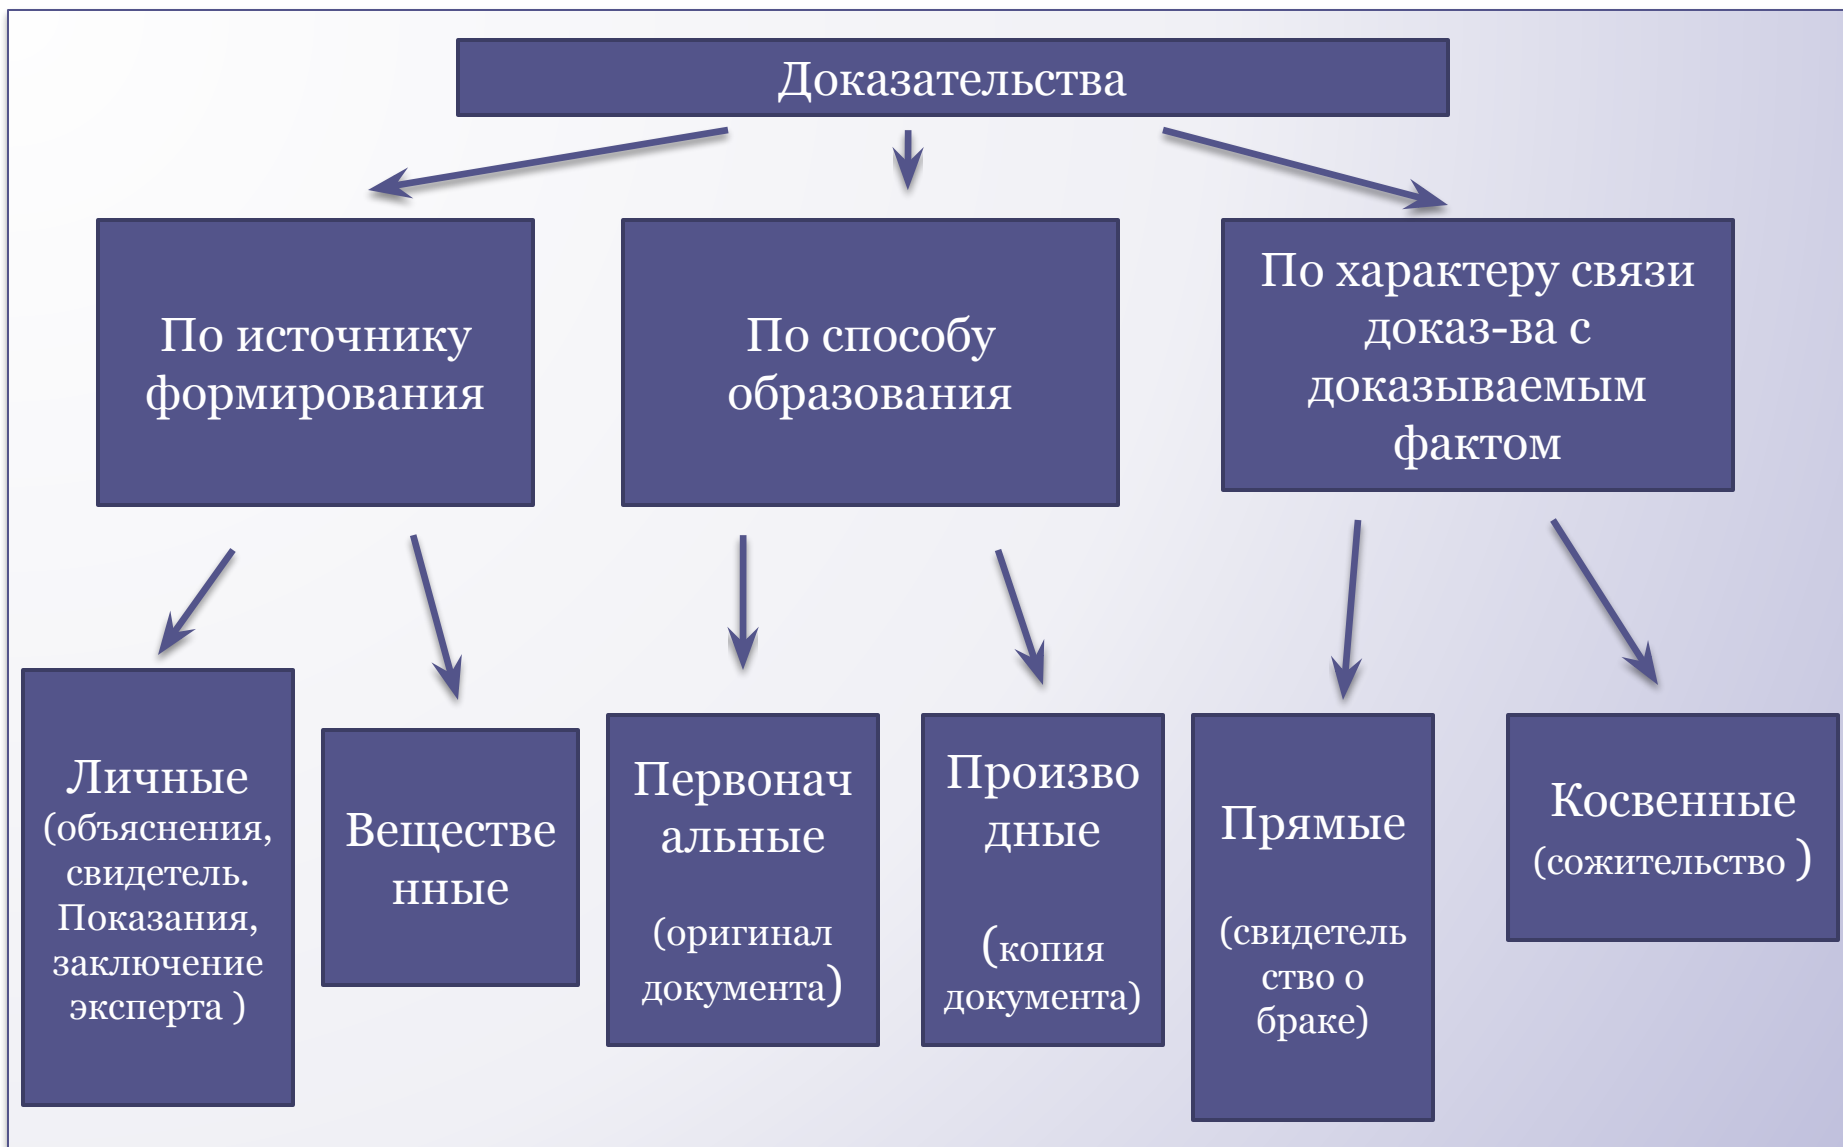 Доказательства
По источнику
формирования
По способу
образования
По характеру связи
доказ-ва с
доказываемым
фактом
Личные
(объяснения,
свидетель.
Показания,
заключение
эксперта )
Веществе
нные
Первонач
альные
(оригинал
документа)
Произво
дные
(копия
документа)
Прямые
(свидетель
ство о
браке)
Косвенные
(сожительство )